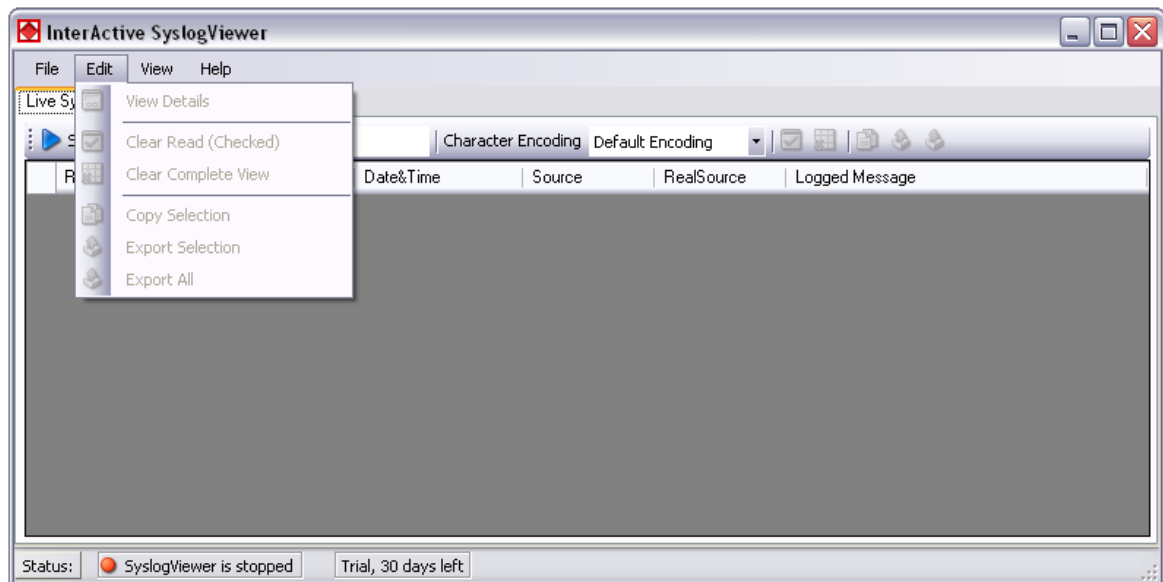 InterActive SyslogViewer
File Edit View Help
Live Sy
View Details
Clear Read (Checked)
Clear Complete View
Copy Selection
Export Selection
Export All
S
Character Encoding Default Encoding
R
Date&Time Source RealSource Logged Message
Status: SyslogViewer is stopped Trial, 30 days left